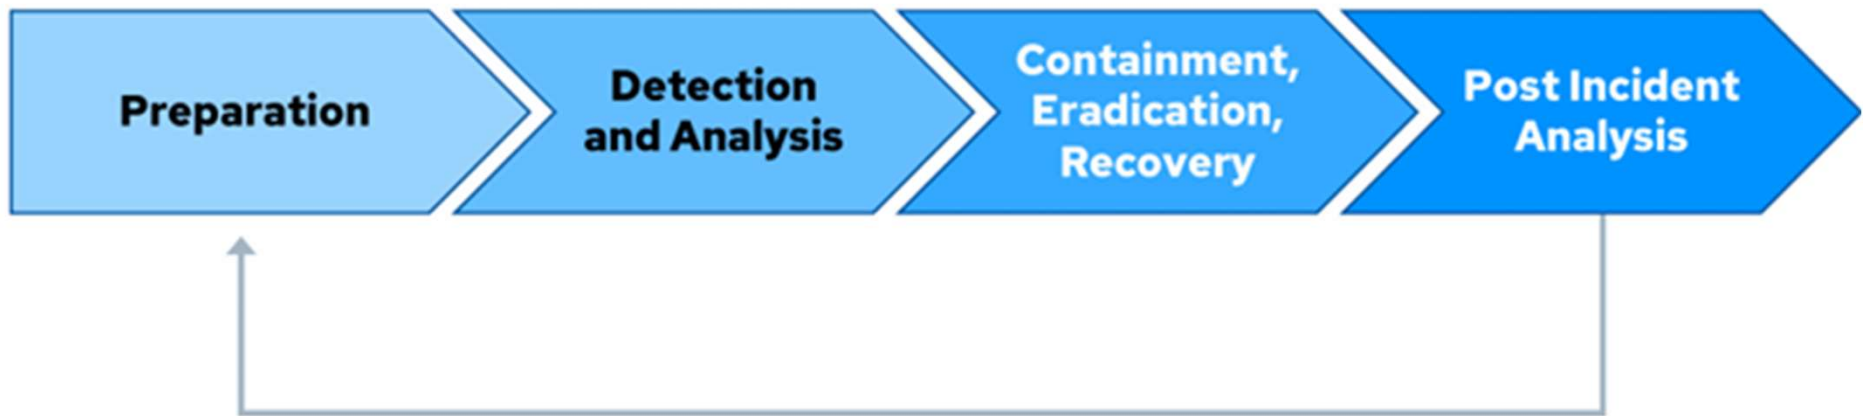 Preparation
Detection
and Analysis
Containment,
Eradication,
Recovery
Post Incident
Analysis